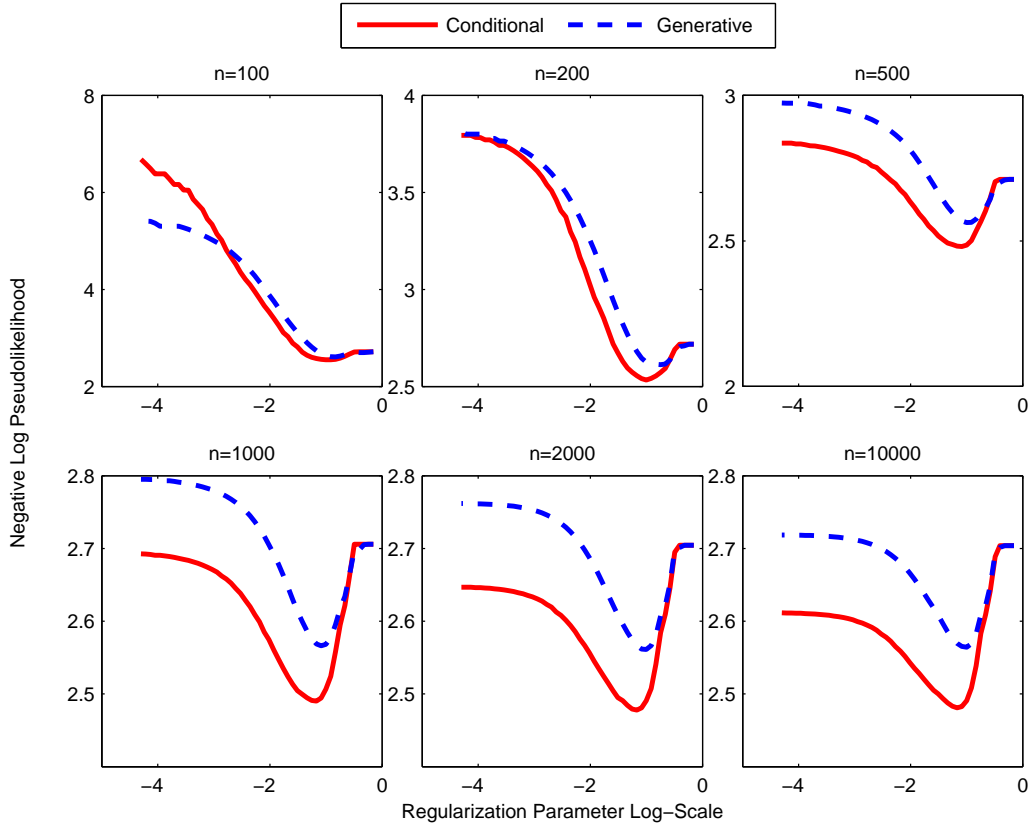 Conditional Generative
n=100 n=200 n=500
8 4 3
6 3.5
4 3 2.5
2 2.5 2
−4 −2 0 −4 −2 0 −4 −2 0
n=1000 n=2000 n=10000
2.8 2.8 2.8
2.7 2.7 2.7
2.6 2.6 2.6
2.5 2.5 2.5
−4 −2 0 −4 −2 0 −4 −2 0
Negative Log Pseudolikelihood
Regularization Parameter Log−Scale